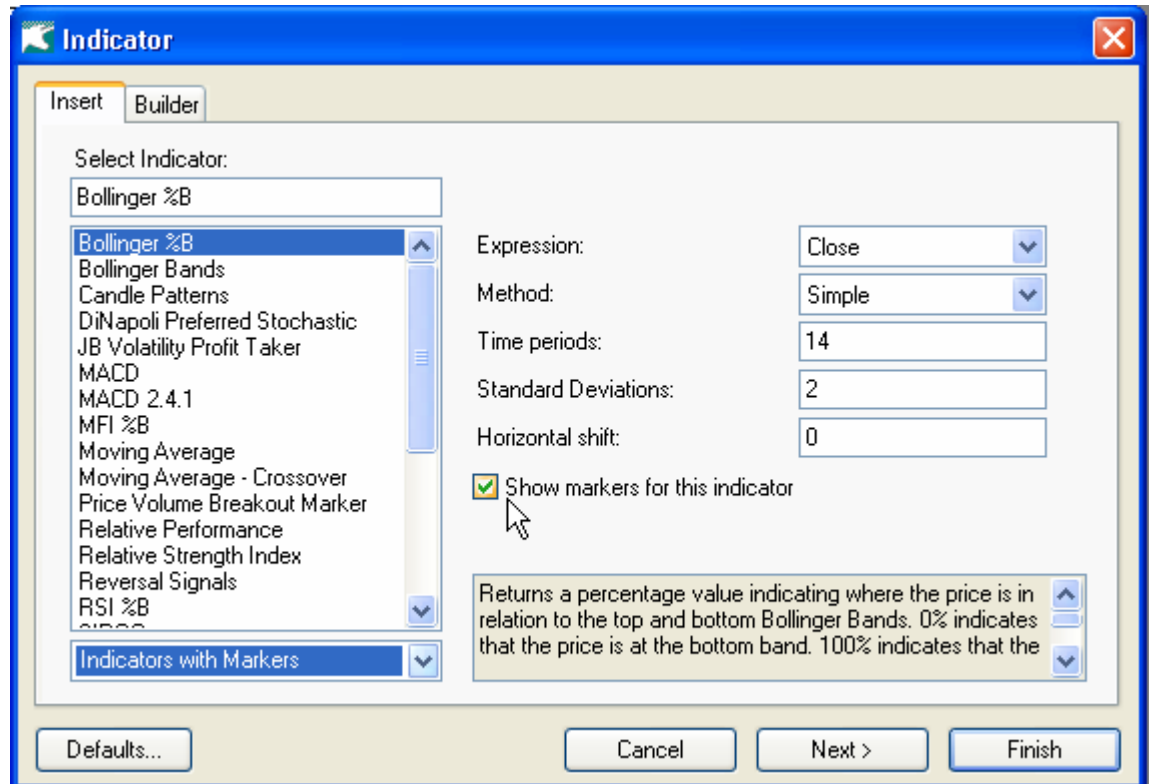 Indicator
Insert
Builder
Select Indicator:
Bollinger %B
Bollinger %B
Bollinger Bands
Candle Patterns
DiNapoli Preferred Stochastic
JB Volatility Profit Taker
MACD
MACD 2.4.1
MFI %B
Moving Average
Moving Average - Crossover
Price Volume Breakout Marker
Relative Performance
Relative Strength Index
Reversal Signals
RSI %B
Indicators with Markers
Expression:
Close
Method:
Simple
Time periods:
14
Standard Deviations:
2
Horizontal shift:
0
Show markers for this indicator
Returns a percentage value indicating where the price is in
relation to the top and bottom Bollinger Bands. 0% indicates
that the price is at the bottom band. 100% indicates that the
Defaults...
Cancel
Next >
Finish